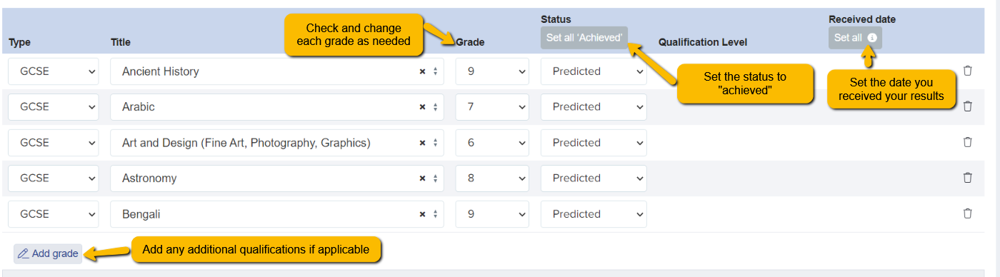 Type
Title
Check and change
each grade as needed
Grade
Status
Set all ‘Achieved’
Qualification Level
Received date
Set all
GCSE Ancient History 9 Predicted
Set the status to
"achieved"
Set the date you
received your results
GCSE Arabic 7 Predicted
GCSE Art and Design (Fine Art, Photography, Graphics) 6 Predicted
GCSE Astronomy 8 Predicted
GCSE Bengali 9 Predicted
Add grade
Add any additional qualifications if applicable